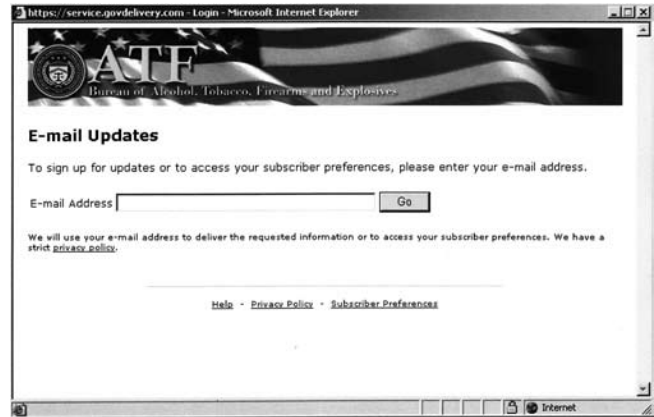 https://service.govdelivery.com - Login - Microsoft Internet Explorer
ATF
Bureau of Alcohol, Tobacco, Firearms and Explosives
E-mail Updates
To sign up for updates or to access your subscriber preferences, please enter your e-mail address.
E-mail Address Go
We will use your e-mail address to deliver the requested information or to access your subscriber preferences. We have a
strict privacy policy.
Help - Privacy Policy - Subscriber Preferences
Internet